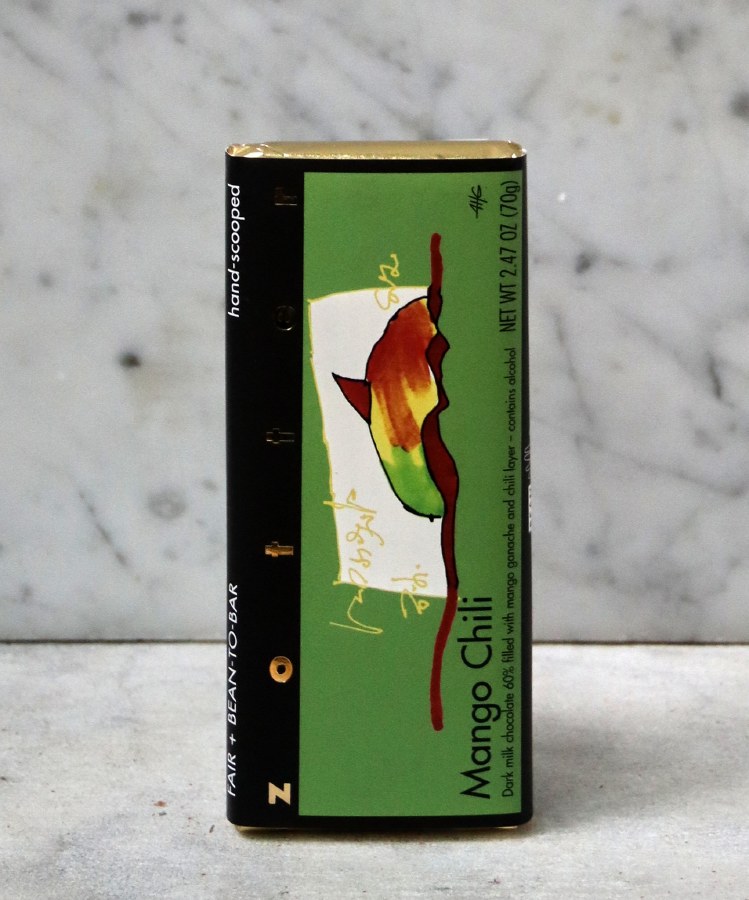 FAIR + BEAN-TO-BAR
hand-scooped
zotter
Mango Chili
NET WT 2.47 OZ (70g)
Dark milk chocolate 60% filled with mango ganache and chili layer – contains alcohol